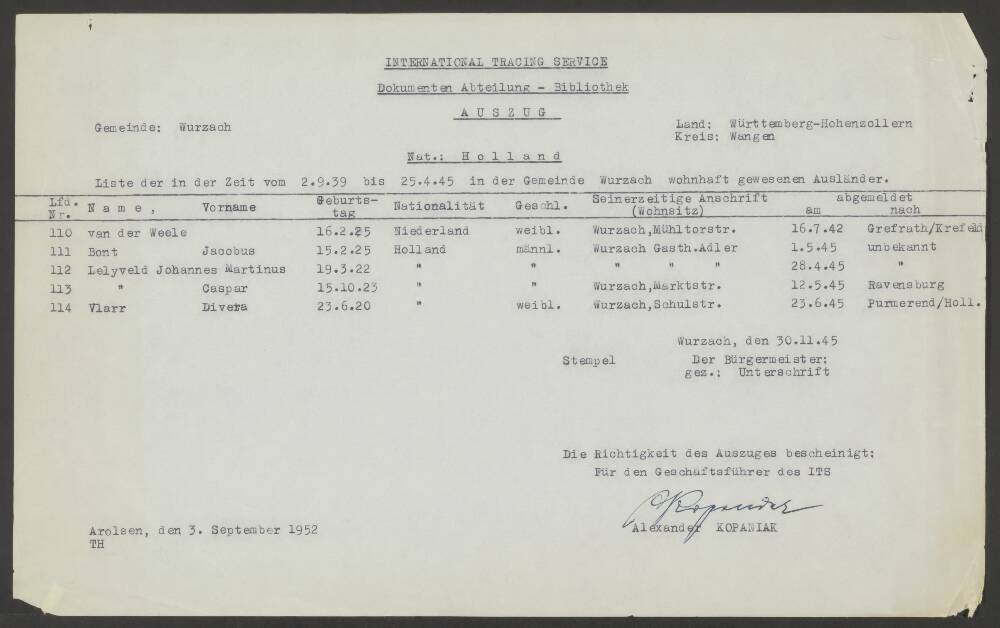 INTERNATIONAL TRACING SERVICE
Dokumenten Abteilung - Bibliothek
A U S Z U G
Gemeinde: Wurzach
Land: Württemberg-Hohenzollern
Kreis: Wangen
Nat.: H o l l a n d
Liste der in der Zeit vom 2.9.39 bis 25.4.45 in der Gemeinde Wurzach wohnhaft gewesenen Ausländer.
Lfd. Nr. N a m e , Vorname Geburts-tag Nationalität Geschl. Seinerzeitige Anschrift (Wohnsitz) abgemeldet am nach
110 van der Weele 16.2.25 Niederland weibl. Wurzach,Mühltorstr. 16.7.42 Grefrath/Krefeld
111 Bont Jacobus 15.2.25 Holland männl. Wurzach Gasth.Adler 1.5.45 unbekannt
112 Lelyveld Johannes Martinus 19.3.22 " " " " " 28.4.45 "
113 " Caspar 15.10.23 " " Wurzach,Marktstr. 12.5.45 Ravensburg
114 Vlarr Divera 23.6.20 " weibl. Wurzach,Schulstr. 23.6.45 Purmerend/Holl.
Wurzach, den 30.11.45
Stempel Der Bürgermeister:
gez.: Unterschrift
Die Richtigkeit des Auszuges bescheinigt:
Für den Geschäftsführer des ITS
Kopaniak
Alexander KOPANIAK
Arolsen, den 3. September 1952
TH